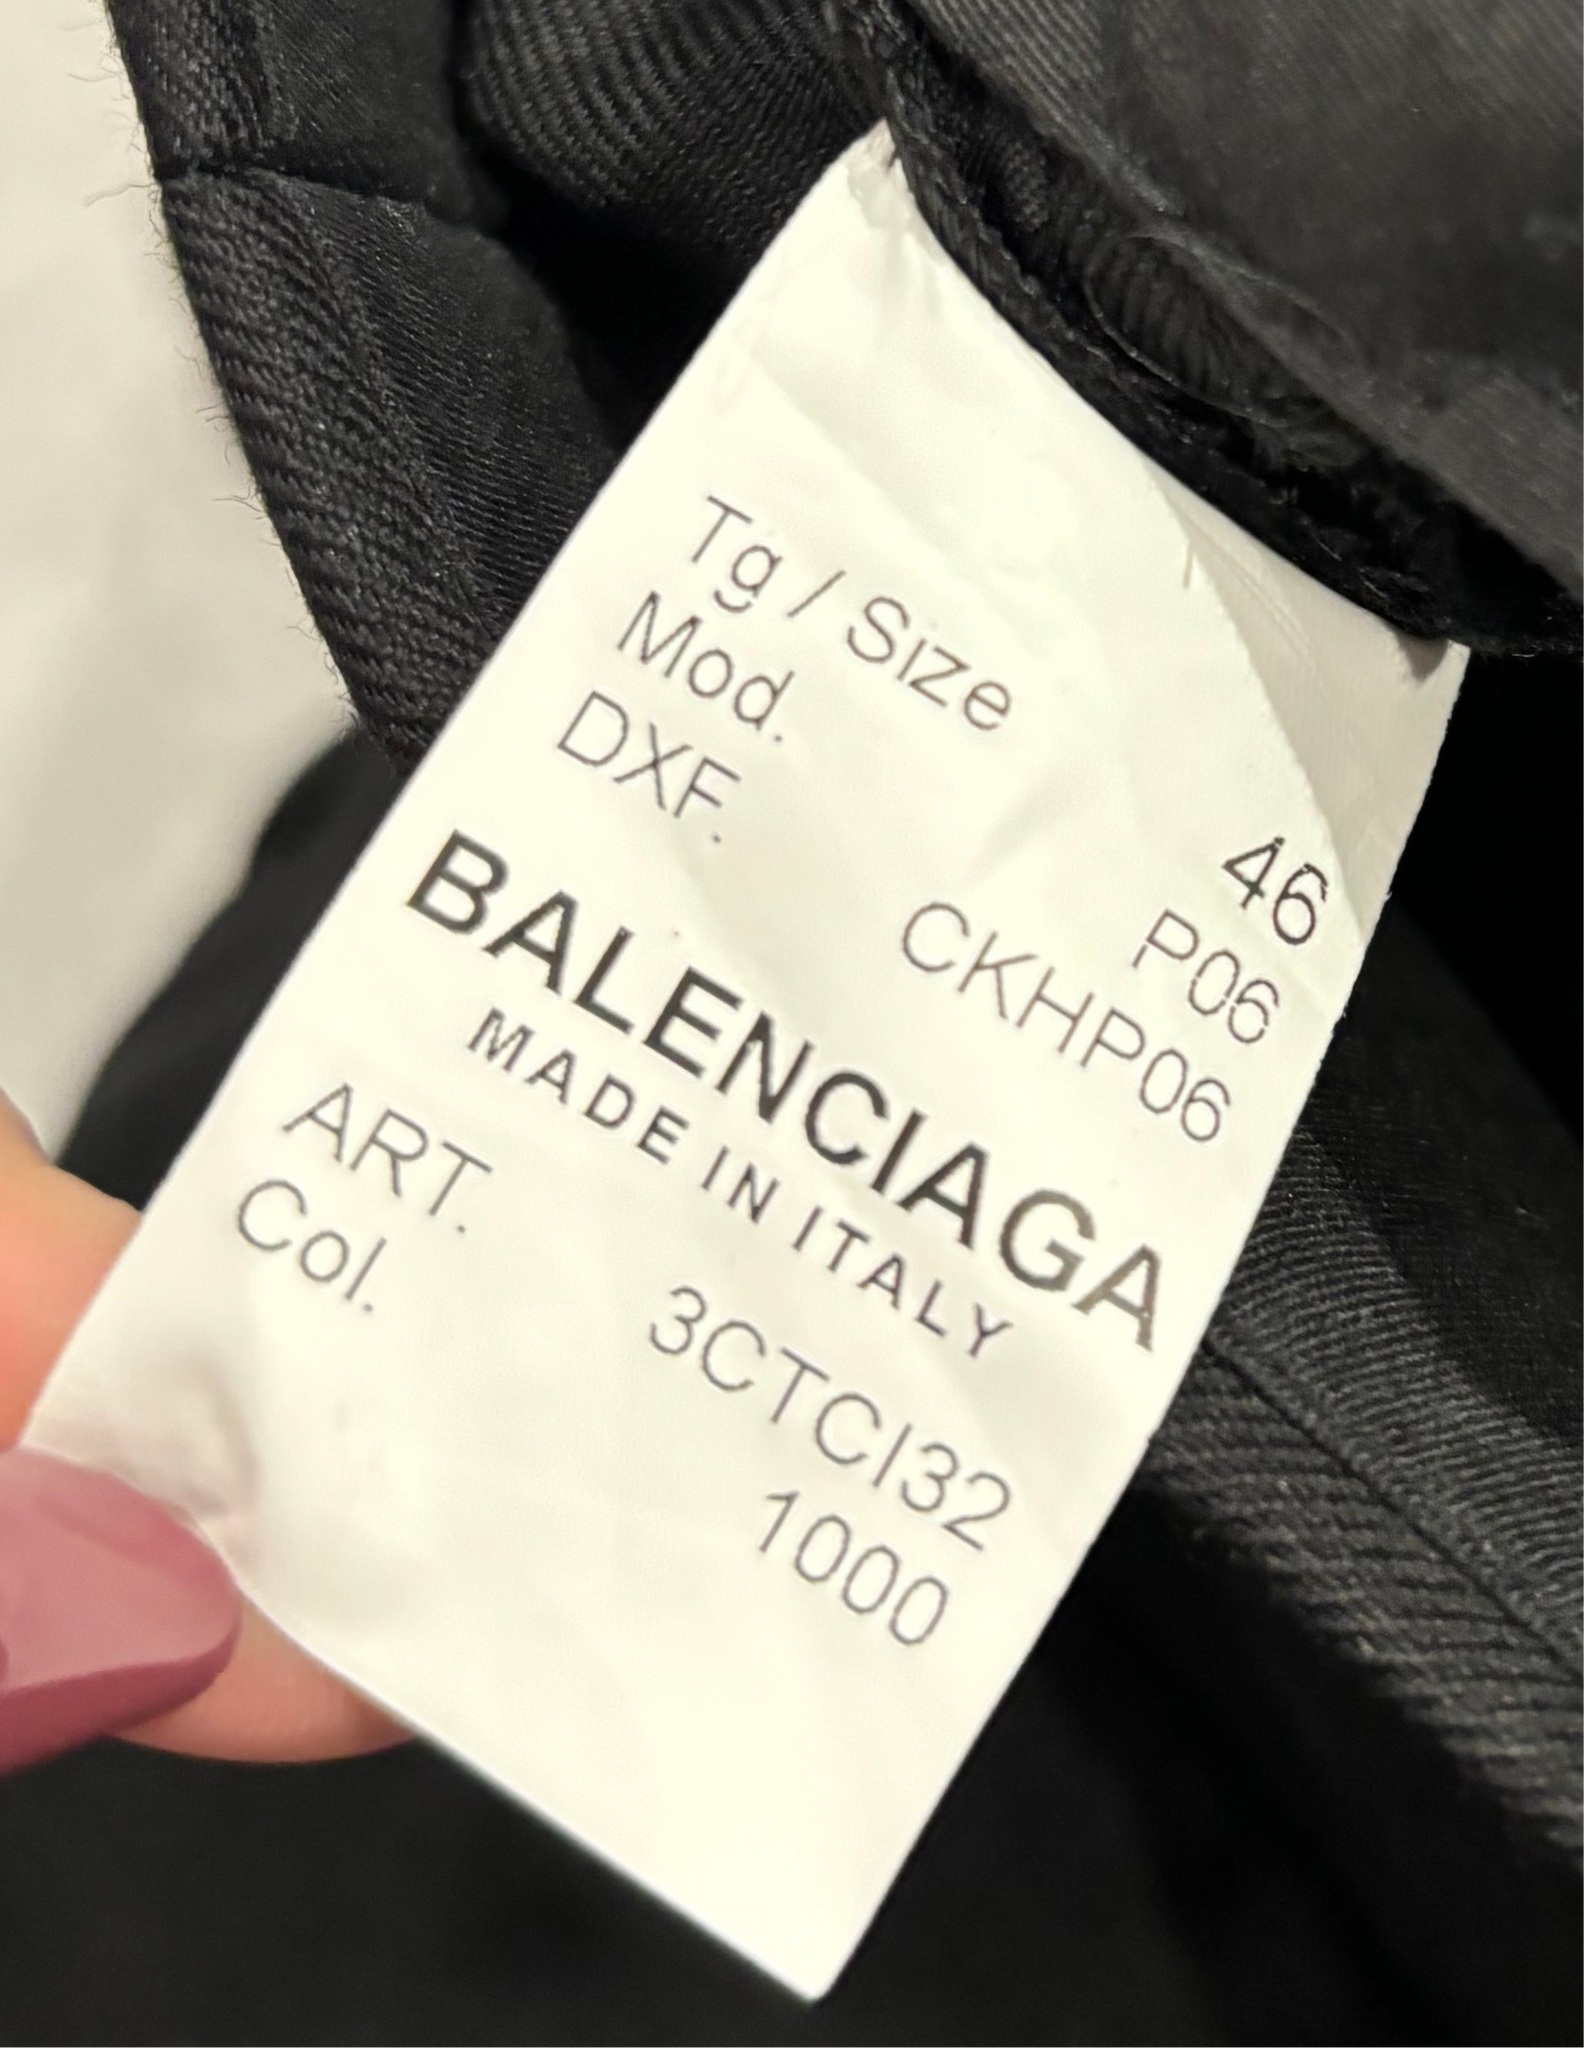 Tg / Size 46
Mod. P06
DXF. CKHP06
BALENCIAGA
MADE IN ITALY
ART. 3CTCI32
Col. 1000